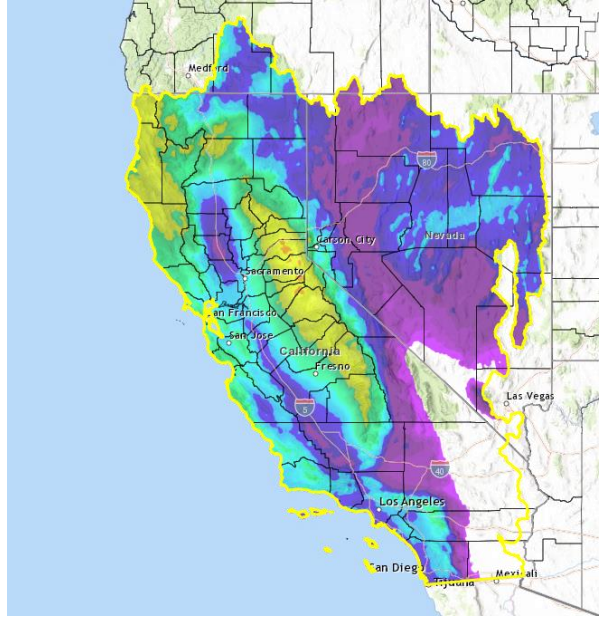 Medford
80
Carson City
Nevada
Sacramento
an Francisco
San Jose
California
Fresno
Las Vegas
5
40
Los Angeles
San Diego
Tijuana
Mexicali